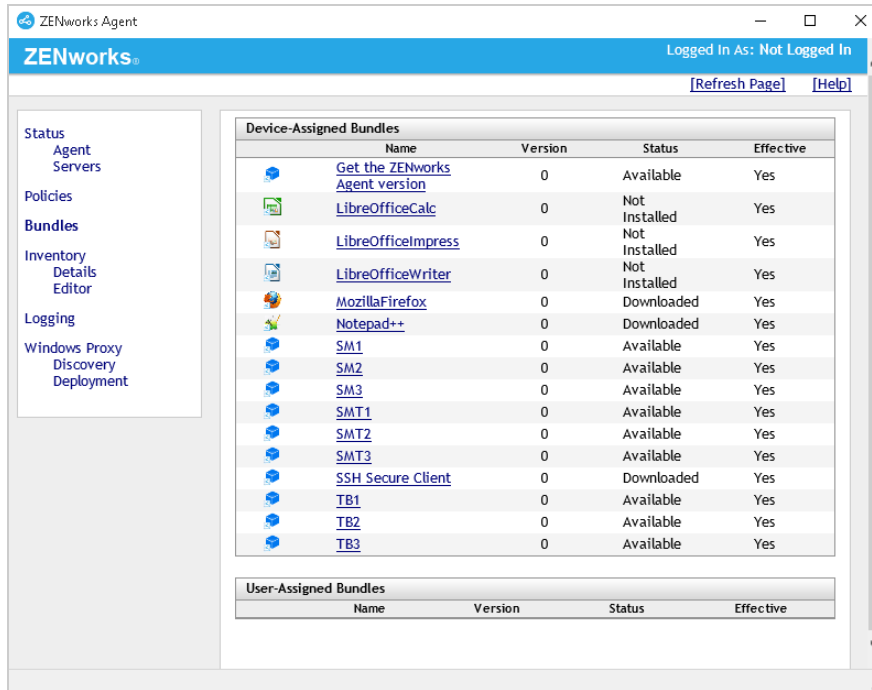 ZENworks Agent
ZENworks®
Logged In As: Not Logged In
[Refresh Page] [Help]
Status
Agent
Servers
Policies
Bundles
Inventory
Details
Editor
Logging
Windows Proxy
Discovery
Deployment
Device-Assigned Bundles
Name Version Status Effective
Get the ZENworks
Agent version 0 Available Yes
LibreOfficeCalc 0 Not
Installed Yes
LibreOfficeImpress 0 Not
Installed Yes
LibreOfficeWriter 0 Not
Installed Yes
MozillaFirefox 0 Downloaded Yes
Notepad++ 0 Downloaded Yes
SM1 0 Available Yes
SM2 0 Available Yes
SM3 0 Available Yes
SMT1 0 Available Yes
SMT2 0 Available Yes
SMT3 0 Available Yes
SSH Secure Client 0 Downloaded Yes
TB1 0 Available Yes
TB2 0 Available Yes
TB3 0 Available Yes
User-Assigned Bundles
Name Version Status Effective